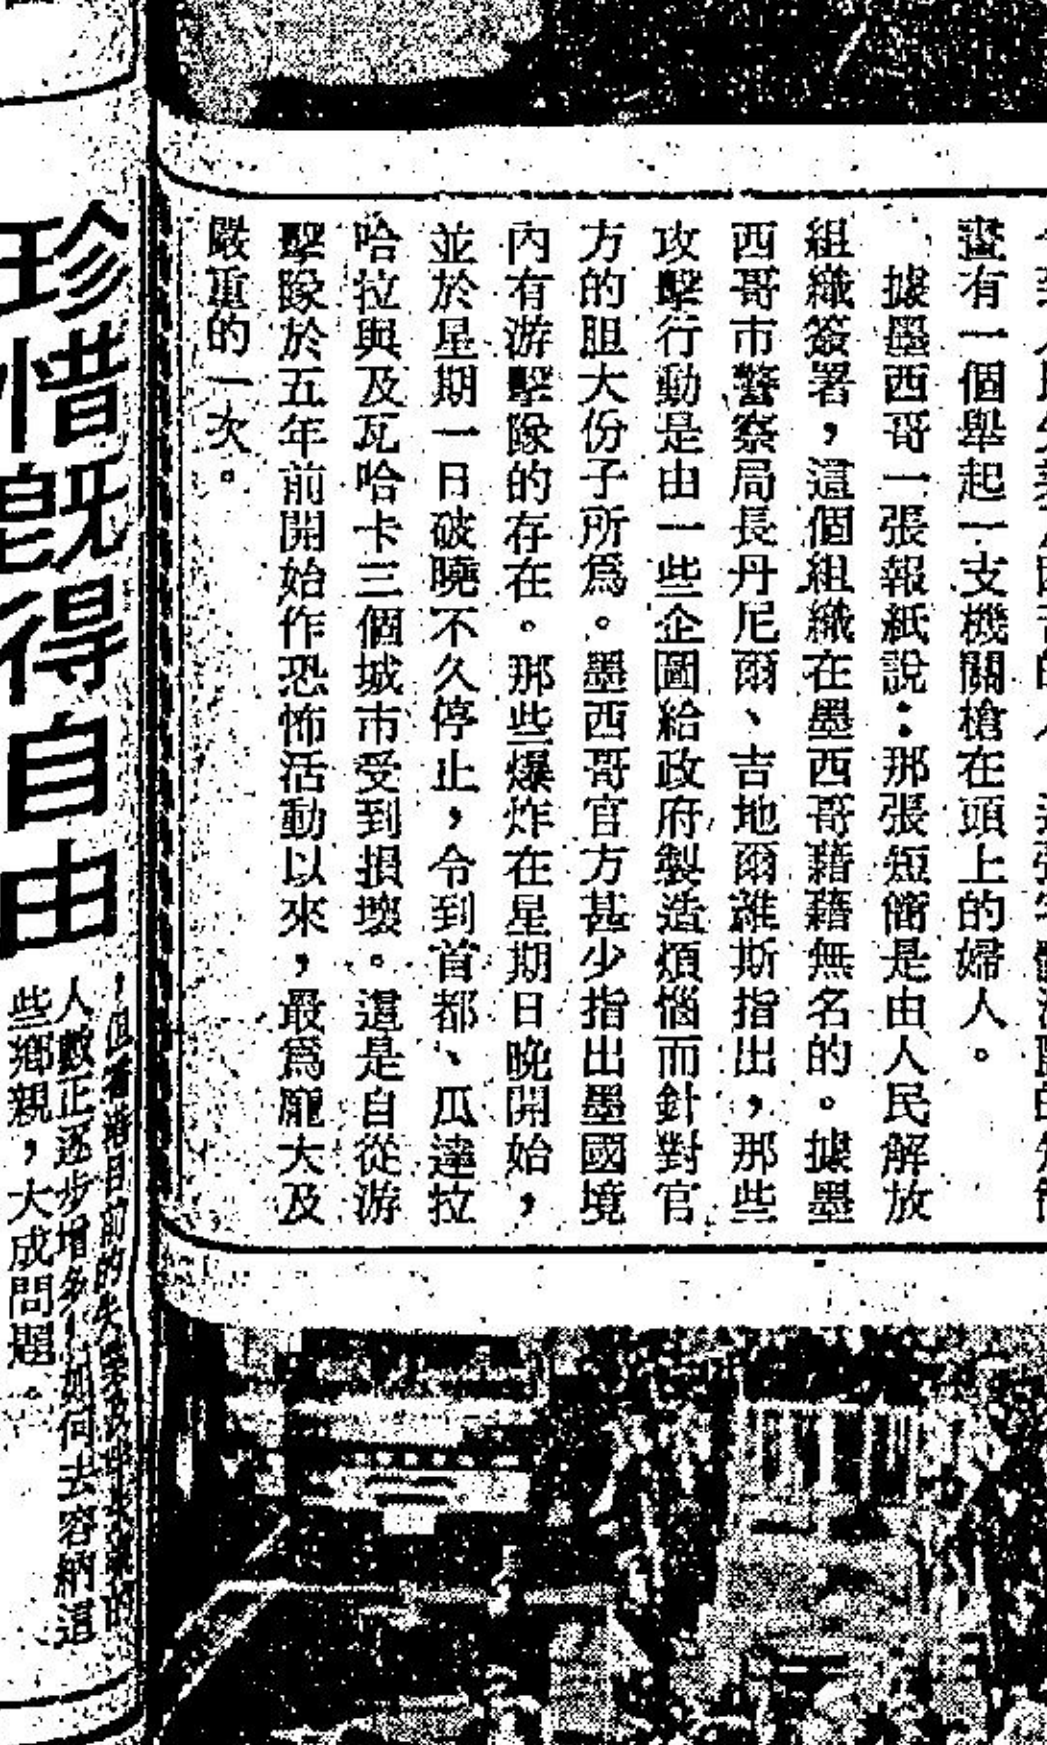 畫有一個舉起一支機關槍在頭上的婦人。
據墨西哥一張報紙說：那張短簡是由人民解放
組織簽署，這個組織在墨西哥藉藉無名的。據墨
西哥市警察局長丹尼爾、吉地爾離斯指出，那些
攻擊行動是由一些企圖給政府製造煩惱而針對官
方的胆大份子所爲。墨西哥官方甚少指出墨國境
內有游擊隊的存在。那些爆炸在星期日晚開始，
並於星期一日破曉不久停止，令到首都、瓜達拉
哈拉與及瓦哈卡三個城市受到損壞。這是自從游
擊隊於五年前開始作恐怖活動以來，最爲龐大及
嚴重的一次。
珍惜既得自由
人數正逐步增多，如何去容納這
些鄉親，大成問題。